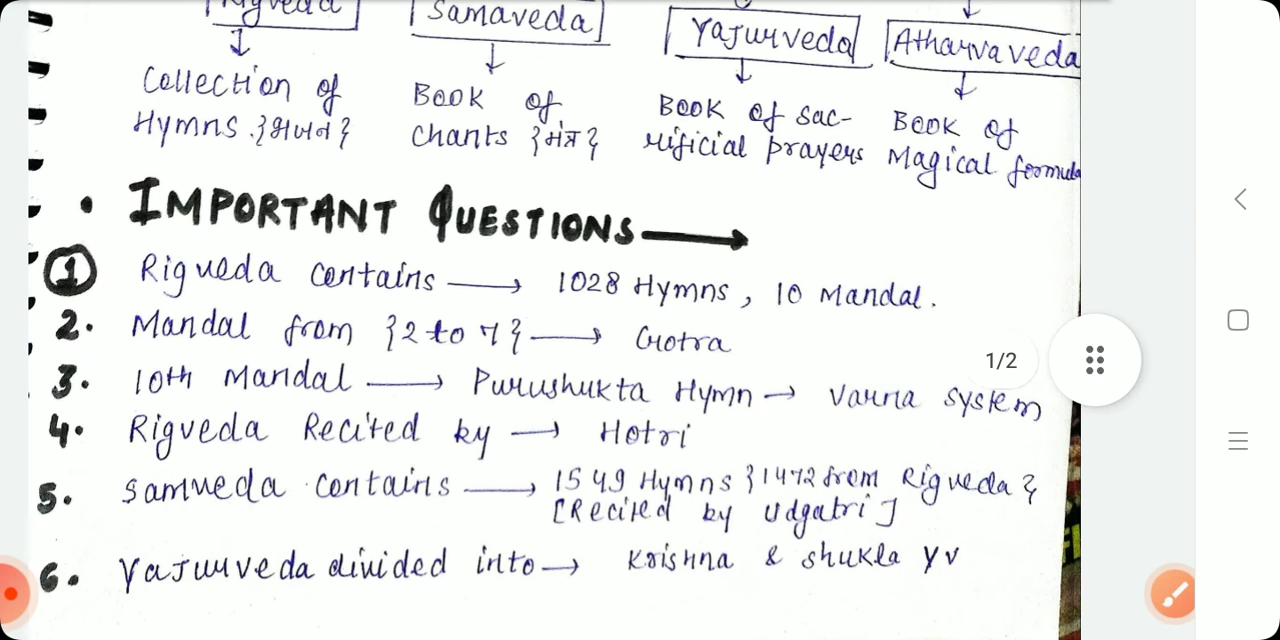 Rigveda
Samaveda
Yajurveda
Atharvaveda
Collection of
Hymns. {भजन}
Book of
chants {मंत्र}
Book of sac-
rificial prayers
Book of
Magical formula
• IMPORTANT QUESTIONS →
1 Rigveda contains → 1028 Hymns, 10 Mandal.
2. Mandal from {2 to 7} → Gotra
3. 10th Mandal → Purushukta Hymn → Varna system
4. Rigveda Recited by → Hotri
5. Samveda contains → 1549 Hymns {1472 from Rigveda}
[Recited by Udgatri]
6. Yajurveda divided into → Krishna & Shukla YV
1/2